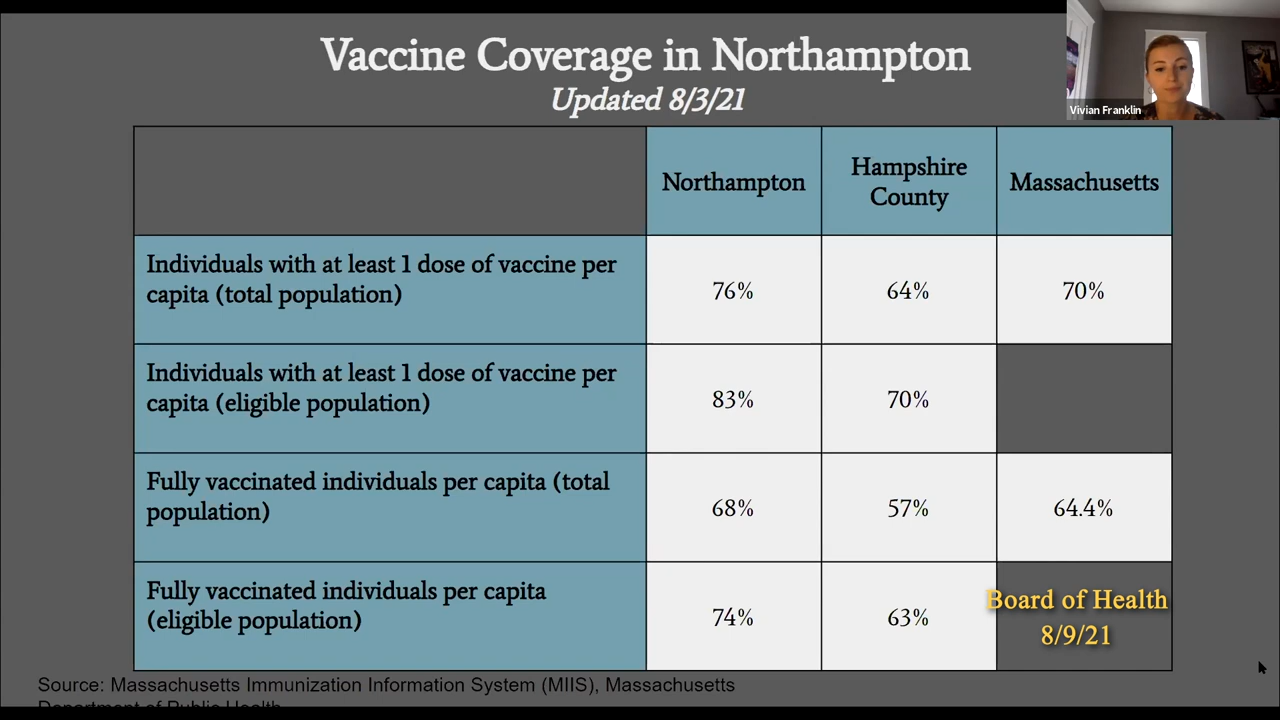 Vaccine Coverage in Northampton
Updated 8/3/21
Vivian Franklin
Northampton
Hampshire
County
Massachusetts
Individuals with at least 1 dose of vaccine per
capita (total population)
76%
64%
70%
Individuals with at least 1 dose of vaccine per
capita (eligible population)
83%
70%
Fully vaccinated individuals per capita (total
population)
68%
57%
64.4%
Fully vaccinated individuals per capita
(eligible population)
74%
63%
Board of Health
8/9/21
Source: Massachusetts Immunization Information System (MIIS), Massachusetts
Department of Public Health